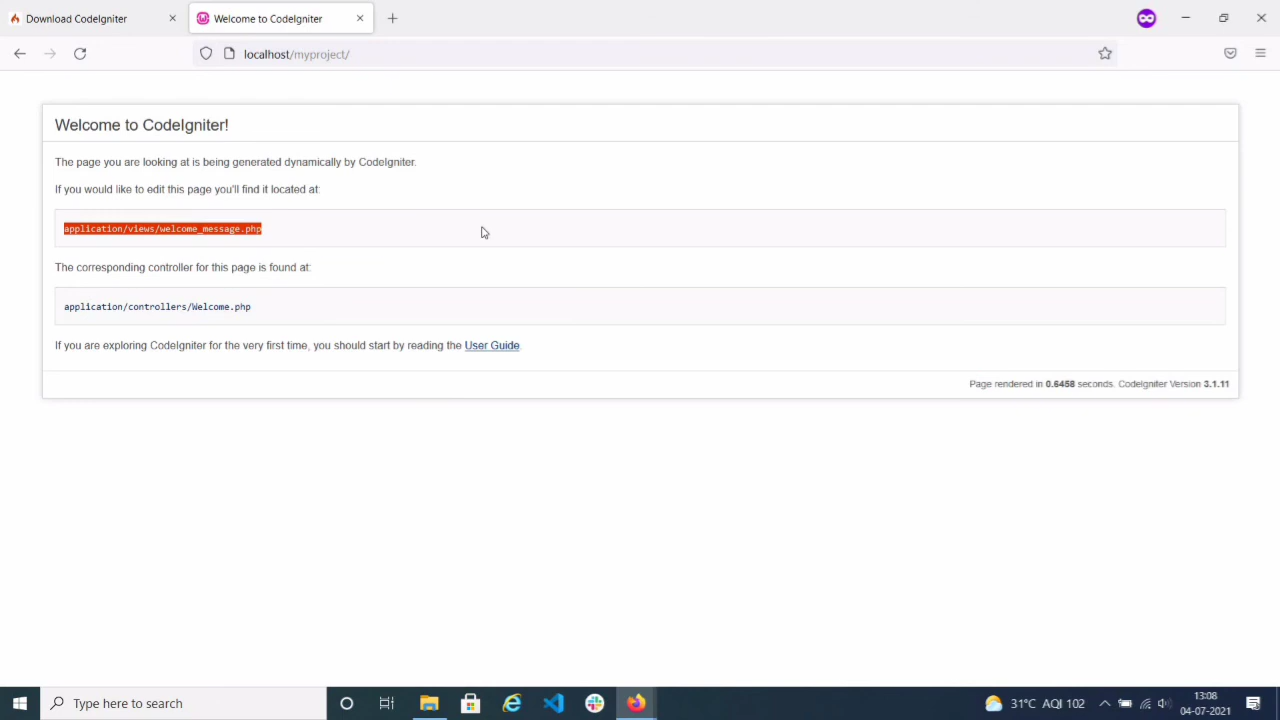 Download CodeIgniter
Welcome to CodeIgniter
localhost/myproject/
Welcome to CodeIgniter!
The page you are looking at is being generated dynamically by CodeIgniter.
If you would like to edit this page you'll find it located at:
application/views/welcome_message.php
The corresponding controller for this page is found at:
application/controllers/Welcome.php
If you are exploring CodeIgniter for the very first time, you should start by reading the User Guide.
Page rendered in 0.6458 seconds. CodeIgniter Version 3.1.11
Type here to search
31°C AQI 102
13:08
04-07-2021